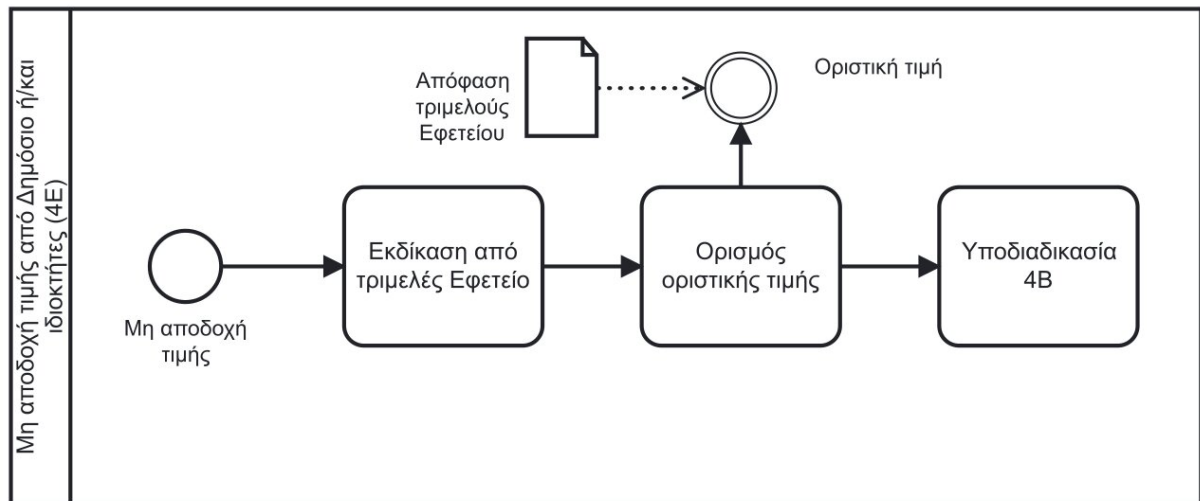 Μη αποδοχή τιμής από Δημόσιο ή/και
ιδιοκτήτες (4Ε)
Απόφαση
τριμελούς
Εφετείου
Οριστική τιμή
Μη αποδοχή
τιμής
Εκδίκαση από
τριμελές Εφετείο
Ορισμός
οριστικής τιμής
Υποδιαδικασία
4Β